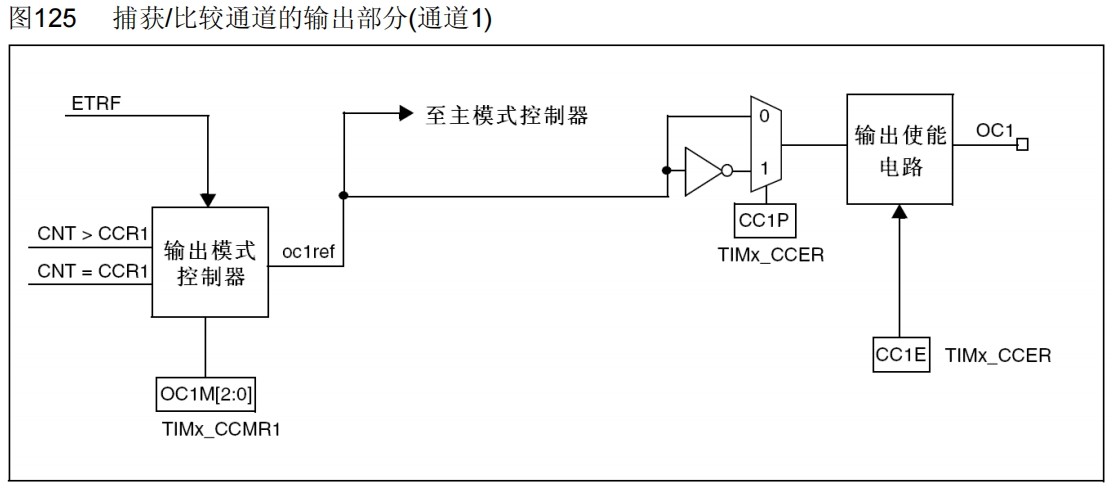 图125 捕获/比较通道的输出部分(通道1)
ETRF
至主模式控制器
0
输出使能
电路
OC1
1
CNT > CCR1
CNT = CCR1
输出模式
控制器
oc1ref
CC1P
TIMx_CCER
CC1E
TIMx_CCER
OC1M[2:0]
TIMx_CCMR1